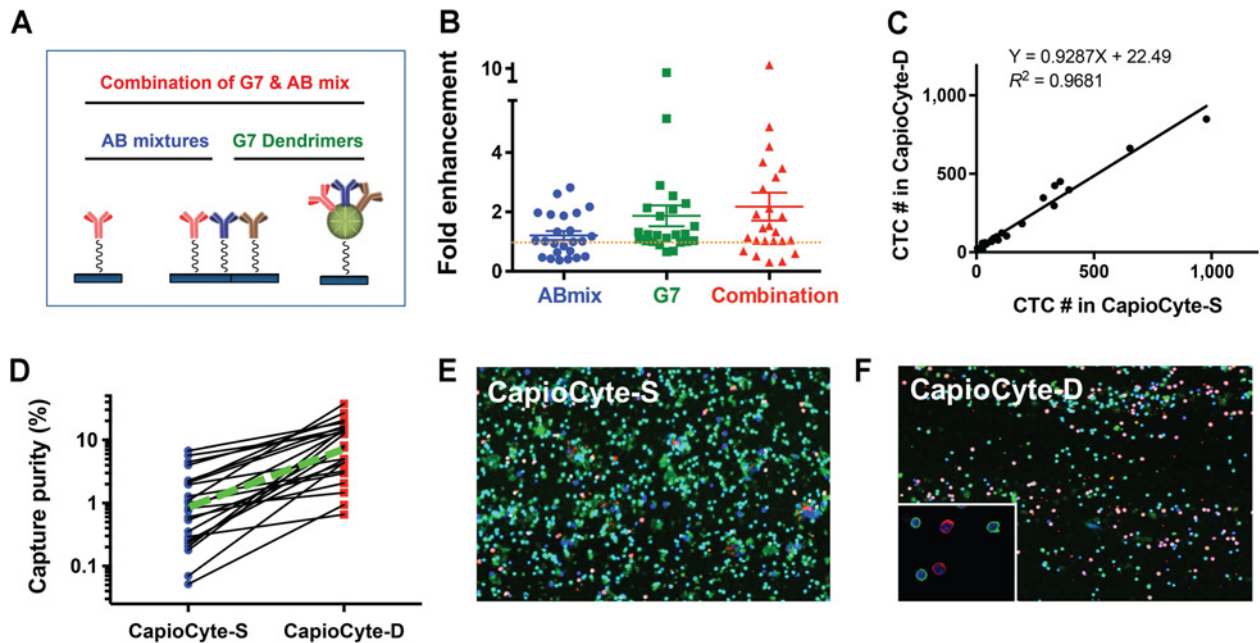 A
Combination of G7 & AB mix
AB mixtures
G7 Dendrimers
B
Fold enhancement
10
4
2
0
ABmix
G7
Combination
C
Y = 0.9287X + 22.49
R² = 0.9681
CTC # in CapioCyte-D
1,000
500
0
0
500
1,000
CTC # in CapioCyte-S
D
Capture purity (%)
10
1
0.1
CapioCyte-S
CapioCyte-D
E
CapioCyte-S
F
CapioCyte-D